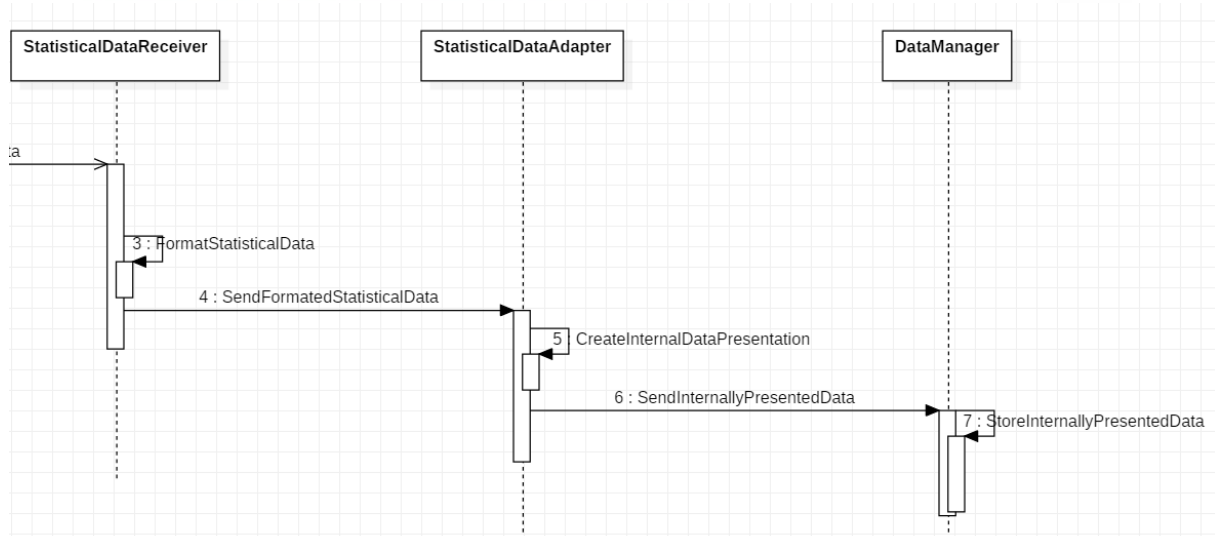 StatisticalDataReceiver
StatisticalDataAdapter
DataManager
ta
3 : FormatStatisticalData
4 : SendFormatedStatisticalData
5 : CreateInternalDataPresentation
6 : SendInternallyPresentedData
7 : StoreInternallyPresentedData